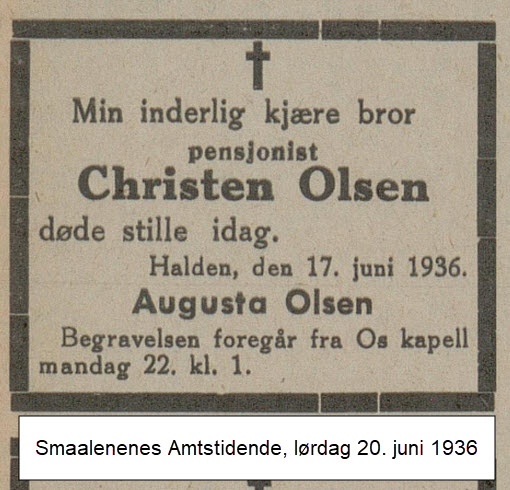 Min inderlig kjære bror
pensjonist
Christen Olsen
døde stille idag.
Halden, den 17. juni 1936.
Augusta Olsen
Begravelsen foregår fra Os kapell
mandag 22. kl. 1.
Smaalenenes Amtstidende, lørdag 20. juni 1936